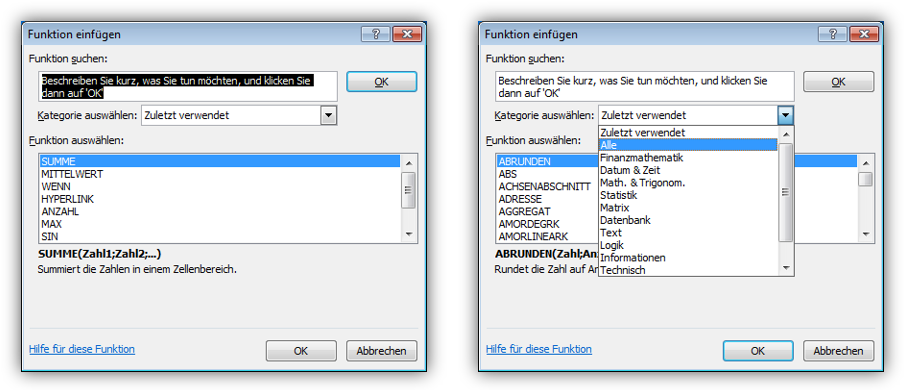 Funktion einfügen
Funktion suchen:
Beschreiben Sie kurz, was Sie tun möchten, und klicken Sie
dann auf 'OK'
OK
Kategorie auswählen: Zuletzt verwendet
Funktion auswählen:
SUMME
MITTELWERT
WENN
HYPERLINK
ANZAHL
MAX
SIN
SUMME(Zahl1;Zahl2;...)
Summiert die Zahlen in einem Zellenbereich.
Hilfe für diese Funktion
OK
Abbrechen
Funktion einfügen
Funktion suchen:
Beschreiben Sie kurz, was Sie tun möchten, und klicken Sie
dann auf 'OK'
OK
Kategorie auswählen: Zuletzt verwendet
Zuletzt verwendet
Alle
Finanzmathematik
Datum & Zeit
Math. & Trigonom.
Statistik
Matrix
Datenbank
Text
Logik
Informationen
Technisch
Funktion auswählen:
ABRUNDEN
ABS
ACHSENABSCHNITT
ADRESSE
AGGREGAT
AMORDEGRK
AMORLINEARK
ABRUNDEN(Zahl;An
Rundet die Zahl auf An
Hilfe für diese Funktion
OK
Abbrechen